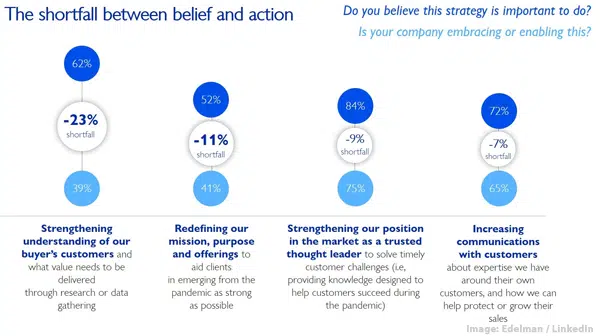 The shortfall between belief and action
Do you believe this strategy is important to do?
Is your company embracing or enabling this?
62%
-23%
shortfall
39%
52%
-11%
shortfall
41%
84%
-9%
shortfall
75%
72%
-7%
shortfall
65%
Strengthening
understanding of our
buyer's customers and
what value needs to be
delivered
through research or data
gathering
Redefining our
mission, purpose
and offerings to
aid clients
in emerging from the
pandemic as strong
as possible
Strengthening our position
in the market as a trusted
thought leader to solve timely
customer challenges (i.e,
providing knowledge designed to
help customers succeed during
the pandemic)
Increasing
communications
with customers
about expertise we have
around their own
customers, and how we can
help protect or grow their
sales
Image: Edelman / LinkedIn